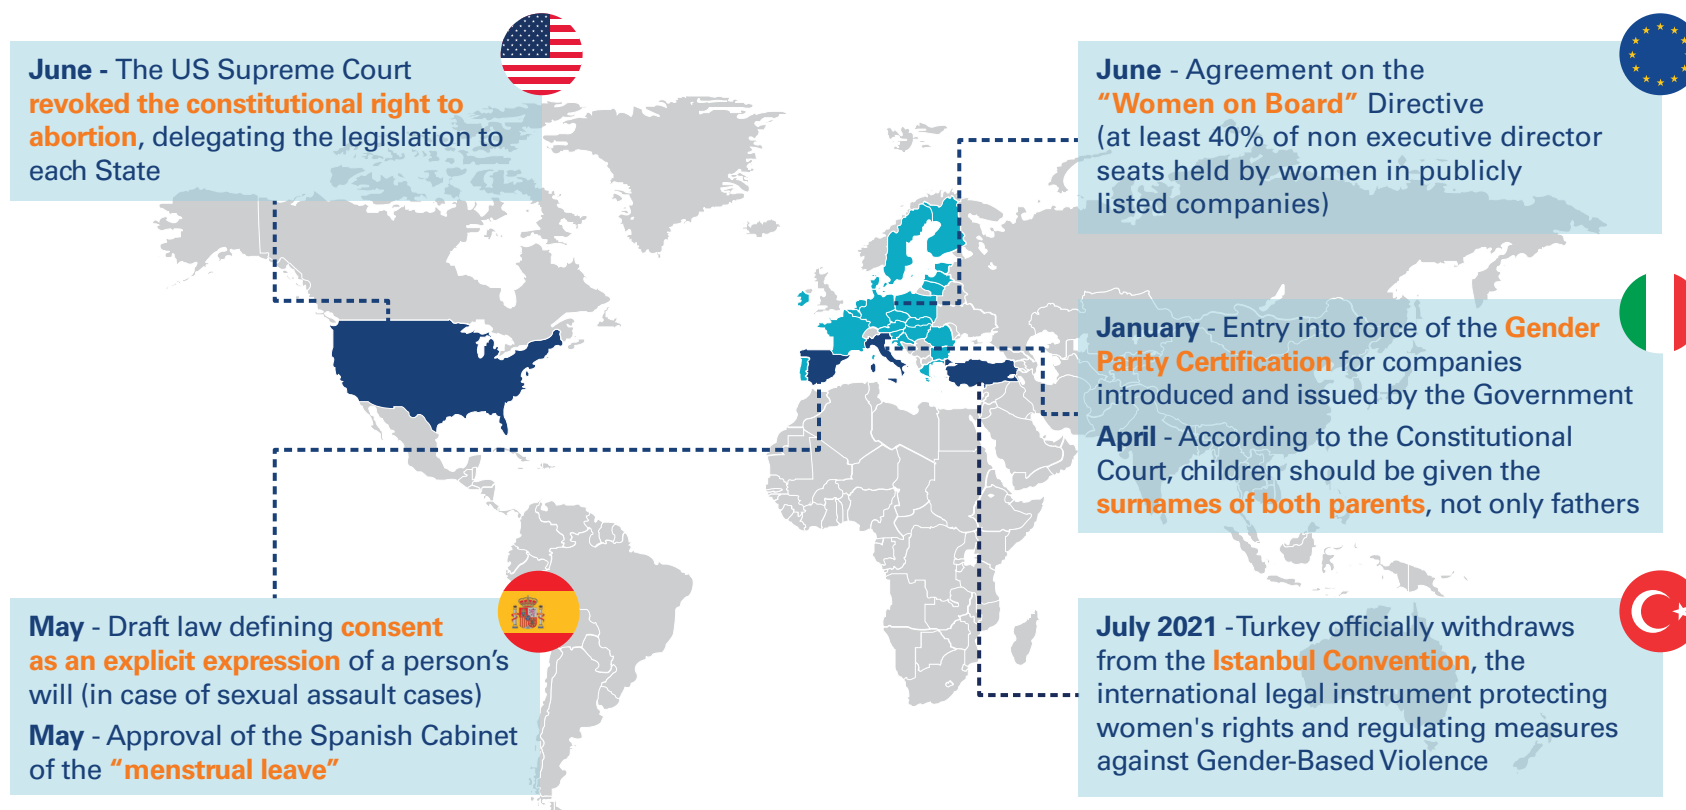 June - The US Supreme Court
revoked the constitutional right to
abortion, delegating the legislation to
each State
June - Agreement on the
“Women on Board” Directive
(at least 40% of non executive director
seats held by women in publicly
listed companies)
January - Entry into force of the Gender
Parity Certification for companies
introduced and issued by the Government
April - According to the Constitutional
Court, children should be given the
surnames of both parents, not only fathers
May - Draft law defining consent
as an explicit expression of a person’s
will (in case of sexual assault cases)
May - Approval of the Spanish Cabinet
of the “menstrual leave”
July 2021 - Turkey officially withdraws
from the Istanbul Convention, the
international legal instrument protecting
women's rights and regulating measures
against Gender-Based Violence